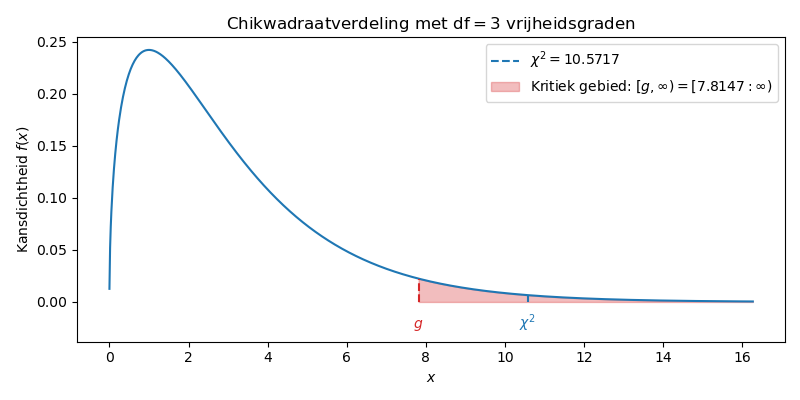 Chikwadraatverdeling met df = 3 vrijheidsgraden
χ² = 10.5717
Kritiek gebied: [g, ∞) = [7.8147 : ∞)
Kansdichtheid f(x)
0.25
0.20
0.15
0.10
0.05
0.00
g
χ²
0 2 4 6 8 10 12 14 16
x